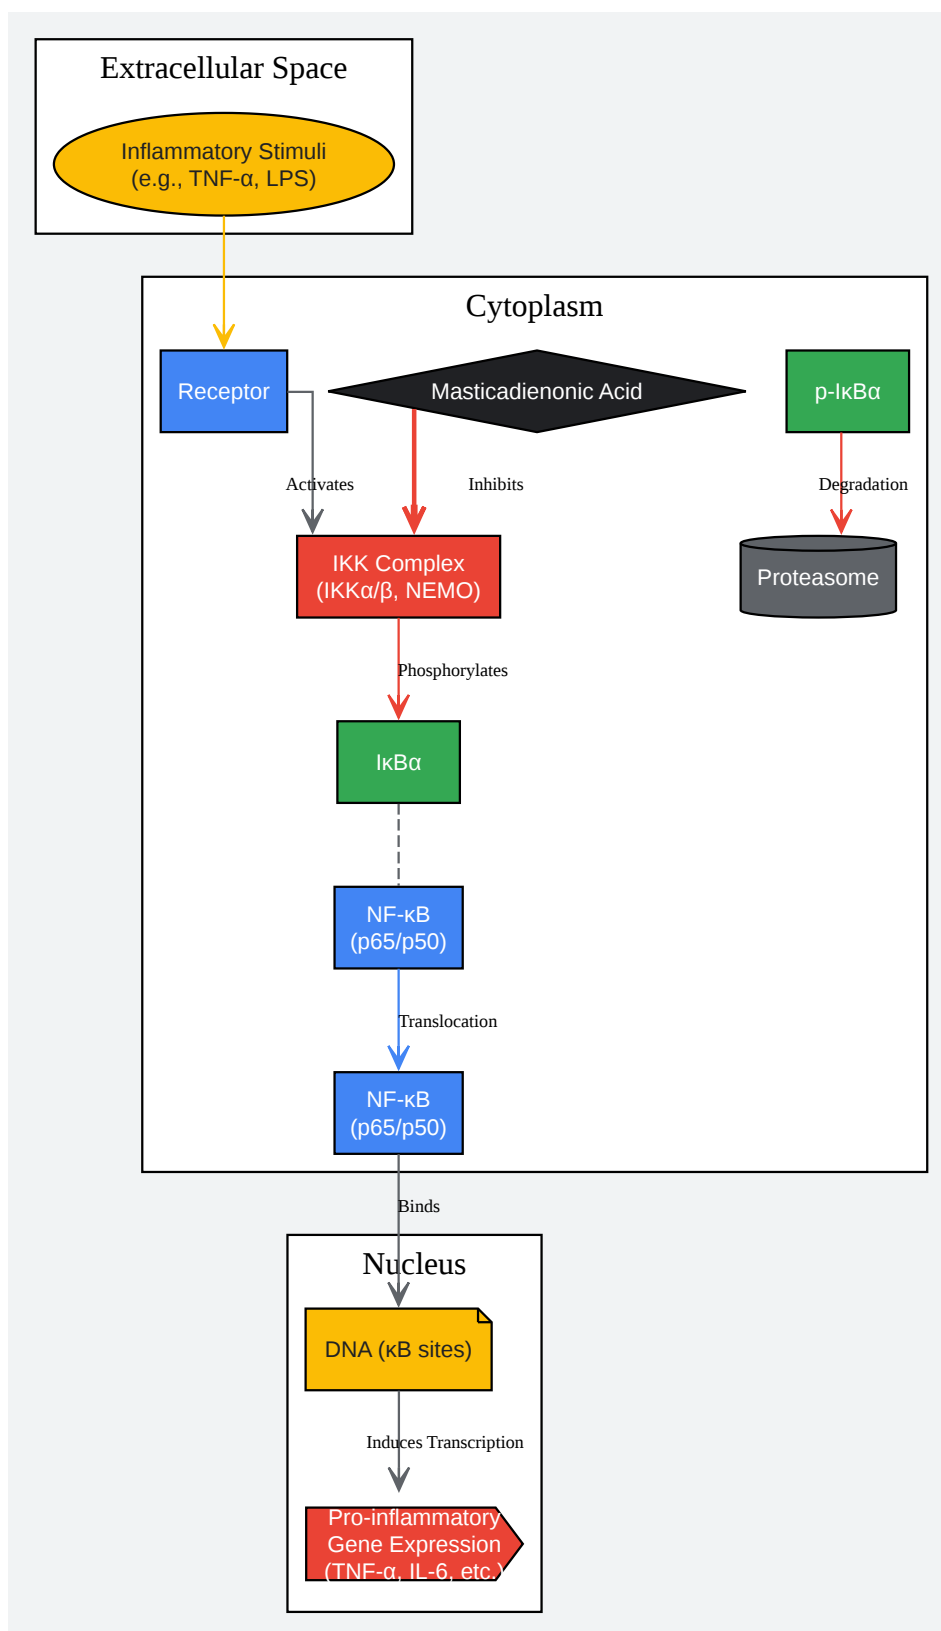 Extracellular Space
Inflammatory Stimuli
(e.g., TNF-α, LPS)
Cytoplasm
Receptor
Masticadienonic Acid
p-IκBα
Activates
Inhibits
Degradation
IKK Complex
(IKKα/β, NEMO)
Proteasome
Phosphorylates
IκBα
NF-κB
(p65/p50)
Translocation
NF-κB
(p65/p50)
Binds
Nucleus
DNA (κB sites)
Induces Transcription
Pro-inflammatory
Gene Expression
(TNF-α, IL-6, etc.)